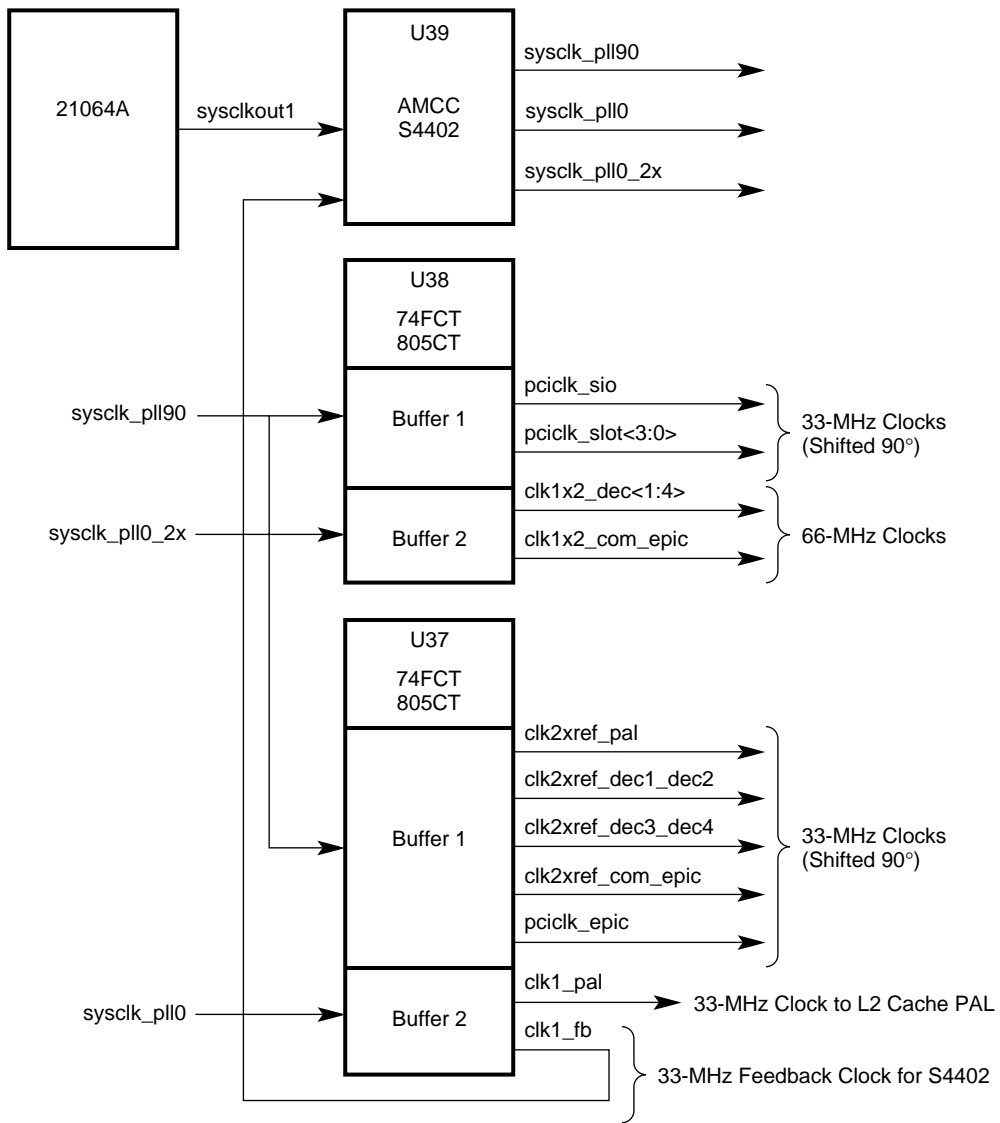 21064A
sysclkout1
U39
AMCC
S4402
sysclk_pll90
sysclk_pll0
sysclk_pll0_2x
U38
74FCT
805CT
sysclk_pll90
Buffer 1
pciclk_sio
pciclk_slot<3:0>
33-MHz Clocks
(Shifted 90°)
sysclk_pll0_2x
Buffer 2
clk1x2_dec<1:4>
clk1x2_com_epic
66-MHz Clocks
U37
74FCT
805CT
Buffer 1
clk2xref_pal
clk2xref_dec1_dec2
clk2xref_dec3_dec4
clk2xref_com_epic
pciclk_epic
33-MHz Clocks
(Shifted 90°)
sysclk_pll0
Buffer 2
clk1_pal
33-MHz Clock to L2 Cache PAL
clk1_fb
33-MHz Feedback Clock for S4402